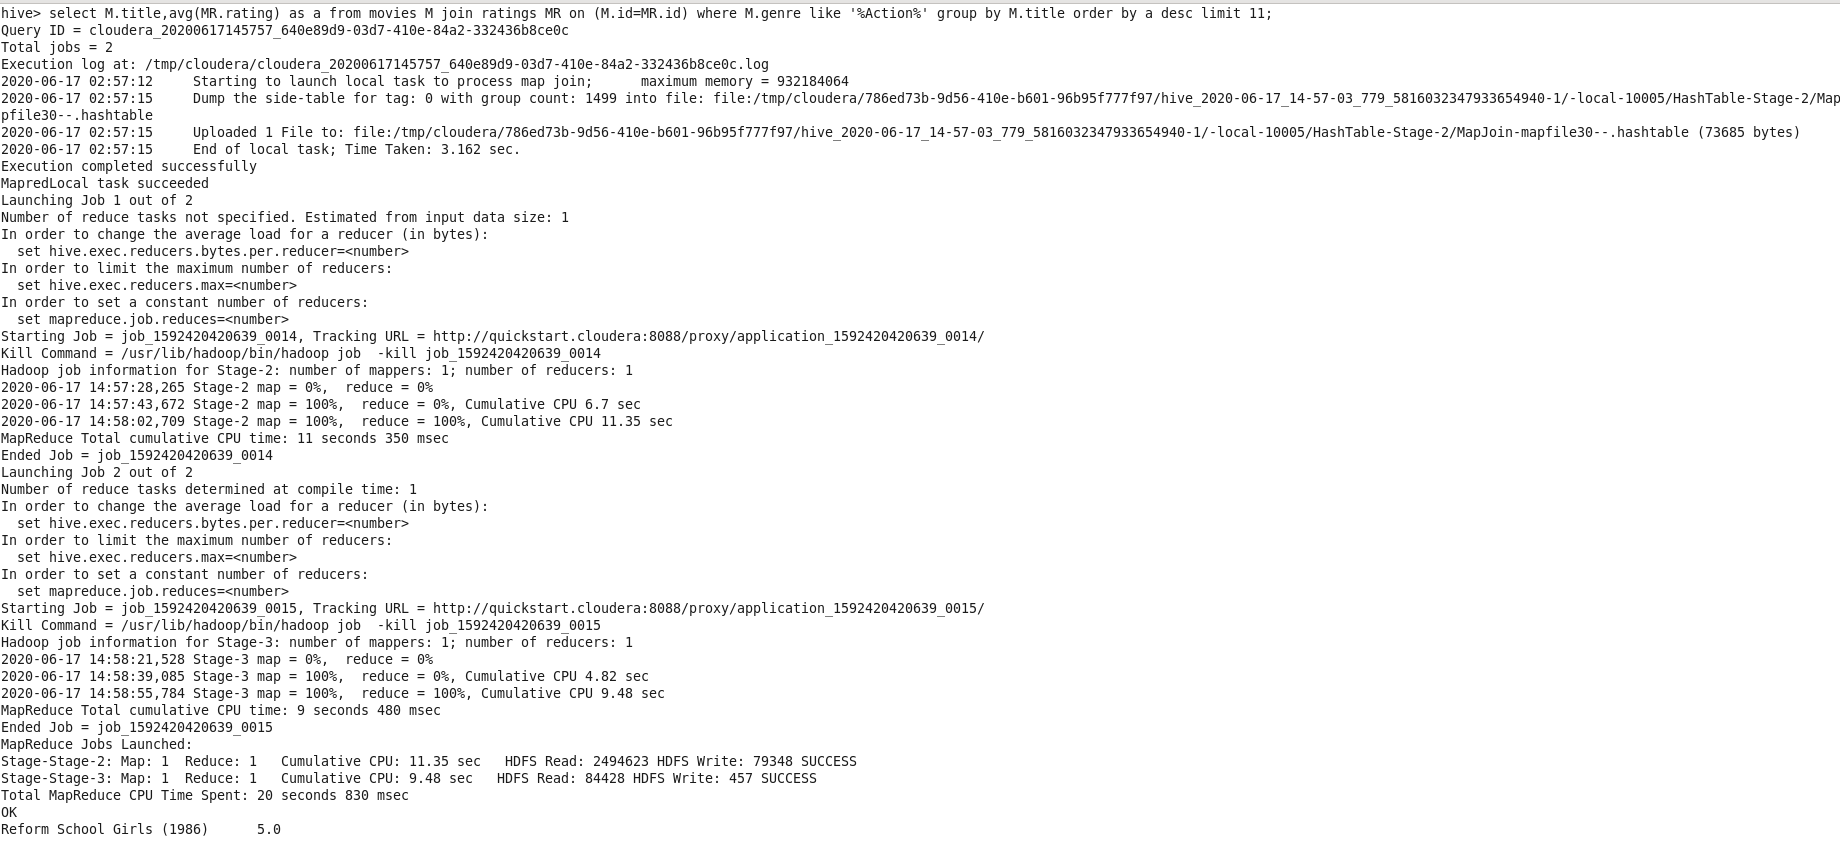 hive> select M.title,avg(MR.rating) as a from movies M join ratings MR on (M.id=MR.id) where M.genre like '%Action%' group by M.title order by a desc limit 11;
Query ID = cloudera_20200617145757_640e89d9-03d7-410e-84a2-332436b8ce0c
Total jobs = 2
Execution log at: /tmp/cloudera/cloudera_20200617145757_640e89d9-03d7-410e-84a2-332436b8ce0c.log
2020-06-17 02:57:12     Starting to launch local task to process map join;      maximum memory = 932184064
2020-06-17 02:57:15     Dump the side-table for tag: 0 with group count: 1499 into file: file:/tmp/cloudera/786ed73b-9d56-410e-b601-96b95f777f97/hive_2020-06-17_14-57-03_779_5816032347933654940-1/-local-10005/HashTable-Stage-2/Map
pfile30--.hashtable
2020-06-17 02:57:15     Uploaded 1 File to: file:/tmp/cloudera/786ed73b-9d56-410e-b601-96b95f777f97/hive_2020-06-17_14-57-03_779_5816032347933654940-1/-local-10005/HashTable-Stage-2/MapJoin-mapfile30--.hashtable (73685 bytes)
2020-06-17 02:57:15     End of local task; Time Taken: 3.162 sec.
Execution completed successfully
MapredLocal task succeeded
Launching Job 1 out of 2
Number of reduce tasks not specified. Estimated from input data size: 1
In order to change the average load for a reducer (in bytes):
  set hive.exec.reducers.bytes.per.reducer=<number>
In order to limit the maximum number of reducers:
  set hive.exec.reducers.max=<number>
In order to set a constant number of reducers:
  set mapreduce.job.reduces=<number>
Starting Job = job_1592420420639_0014, Tracking URL = http://quickstart.cloudera:8088/proxy/application_1592420420639_0014/
Kill Command = /usr/lib/hadoop/bin/hadoop job  -kill job_1592420420639_0014
Hadoop job information for Stage-2: number of mappers: 1; number of reducers: 1
2020-06-17 14:57:28,265 Stage-2 map = 0%,  reduce = 0%
2020-06-17 14:57:43,672 Stage-2 map = 100%,  reduce = 0%, Cumulative CPU 6.7 sec
2020-06-17 14:58:02,709 Stage-2 map = 100%,  reduce = 100%, Cumulative CPU 11.35 sec
MapReduce Total cumulative CPU time: 11 seconds 350 msec
Ended Job = job_1592420420639_0014
Launching Job 2 out of 2
Number of reduce tasks determined at compile time: 1
In order to change the average load for a reducer (in bytes):
  set hive.exec.reducers.bytes.per.reducer=<number>
In order to limit the maximum number of reducers:
  set hive.exec.reducers.max=<number>
In order to set a constant number of reducers:
  set mapreduce.job.reduces=<number>
Starting Job = job_1592420420639_0015, Tracking URL = http://quickstart.cloudera:8088/proxy/application_1592420420639_0015/
Kill Command = /usr/lib/hadoop/bin/hadoop job  -kill job_1592420420639_0015
Hadoop job information for Stage-3: number of mappers: 1; number of reducers: 1
2020-06-17 14:58:21,528 Stage-3 map = 0%,  reduce = 0%
2020-06-17 14:58:39,085 Stage-3 map = 100%,  reduce = 0%, Cumulative CPU 4.82 sec
2020-06-17 14:58:55,784 Stage-3 map = 100%,  reduce = 100%, Cumulative CPU 9.48 sec
MapReduce Total cumulative CPU time: 9 seconds 480 msec
Ended Job = job_1592420420639_0015
MapReduce Jobs Launched:
Stage-Stage-2: Map: 1  Reduce: 1   Cumulative CPU: 11.35 sec   HDFS Read: 2494623 HDFS Write: 79348 SUCCESS
Stage-Stage-3: Map: 1  Reduce: 1   Cumulative CPU: 9.48 sec   HDFS Read: 84428 HDFS Write: 457 SUCCESS
Total MapReduce CPU Time Spent: 20 seconds 830 msec
OK
Reform School Girls (1986)      5.0